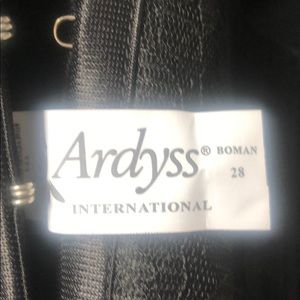 Ardyss® BOMAN
28
INTERNATIONAL